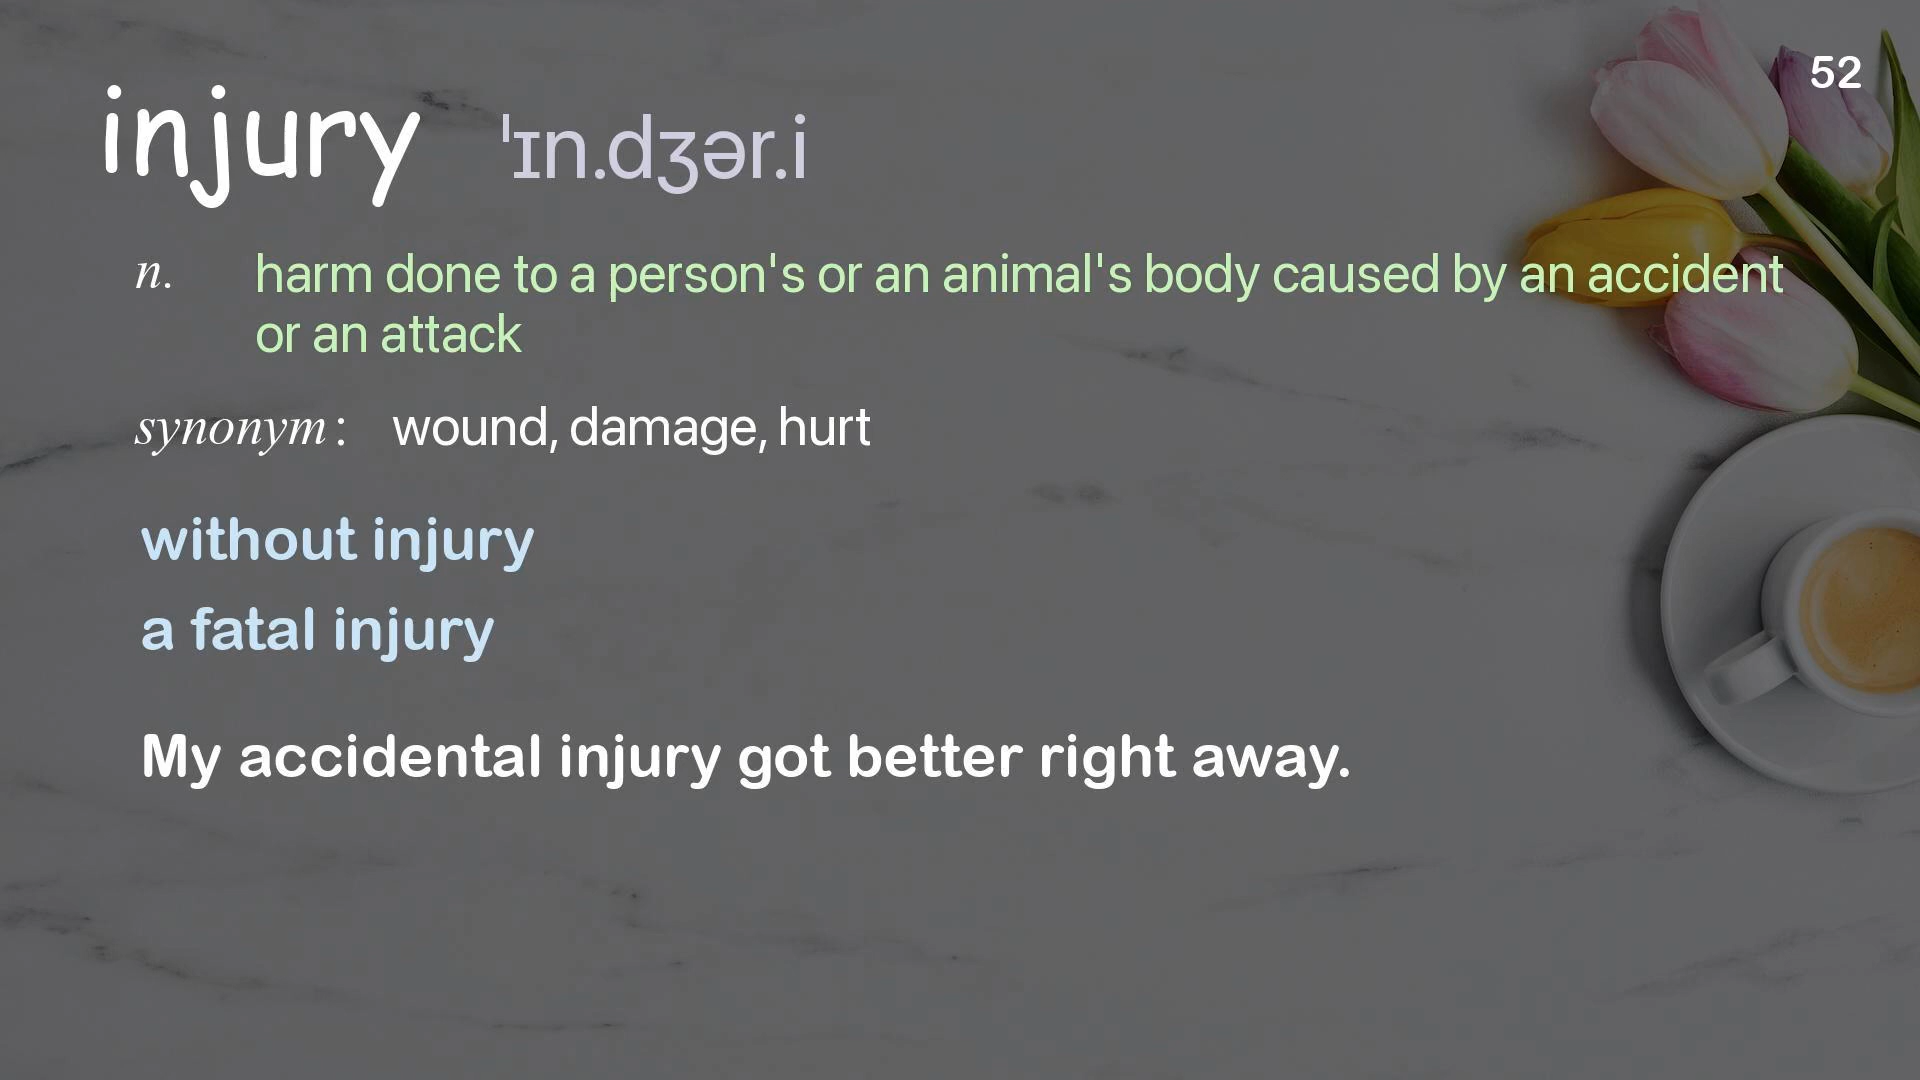 52
injury ˈɪn.dʒər.i
n. harm done to a person's or an animal's body caused by an accident
or an attack
synonym: wound, damage, hurt
without injury
a fatal injury
My accidental injury got better right away.